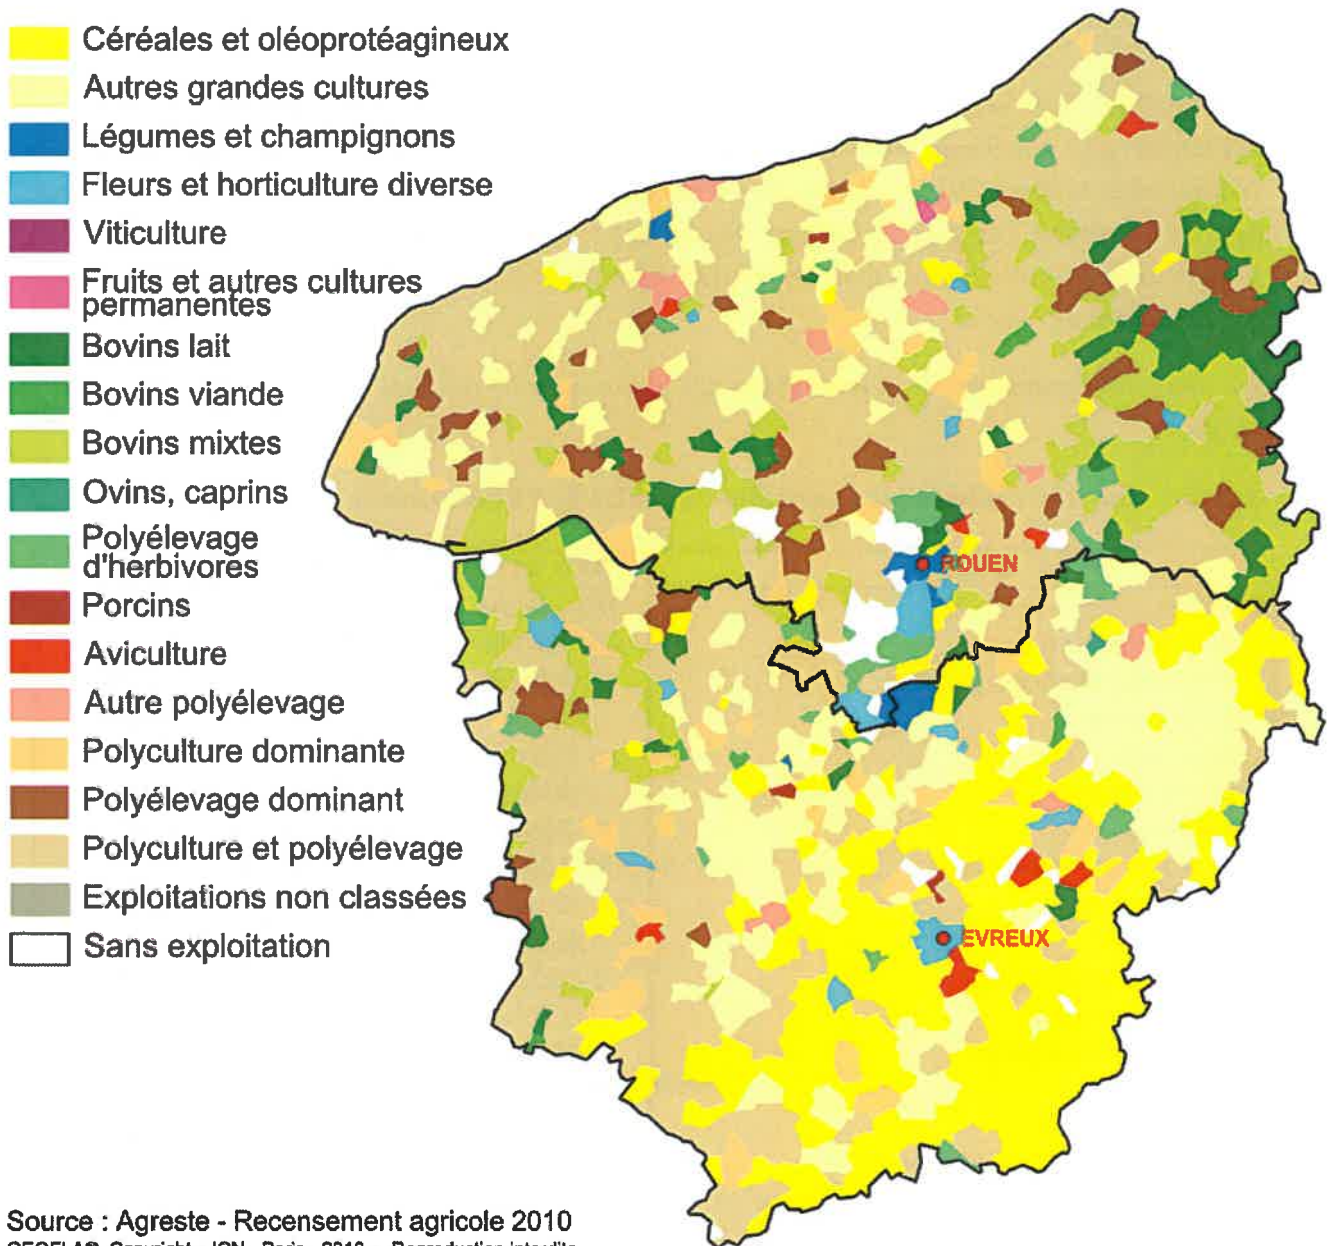 Céréales et oléoprotéagineux
Autres grandes cultures
Légumes et champignons
Fleurs et horticulture diverse
Viticulture
Fruits et autres cultures
permanentes
Bovins lait
Bovins viande
Bovins mixtes
Ovins, caprins
Polyélevage
d'herbivores
Porcins
Aviculture
Autre polyélevage
Polyculture dominante
Polyélevage dominant
Polyculture et polyélevage
Exploitations non classées
Sans exploitation
ROUEN
EVREUX
Source : Agreste - Recensement agricole 2010